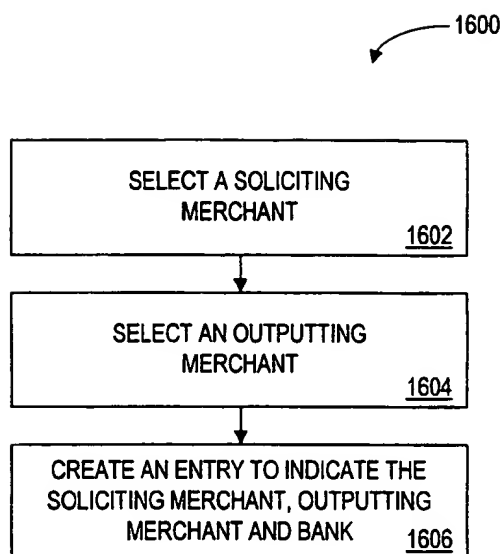 1600
SELECT A SOLICITING
MERCHANT
1602
SELECT AN OUTPUTTING
MERCHANT
1604
CREATE AN ENTRY TO INDICATE THE
SOLICITING MERCHANT, OUTPUTTING
MERCHANT AND BANK
1606